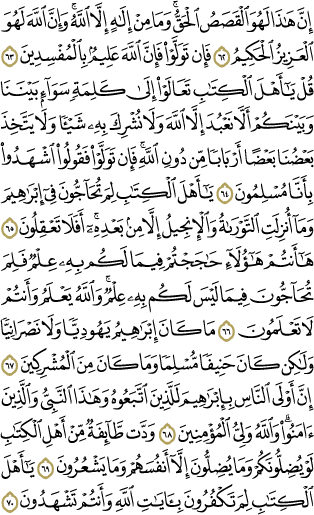 إِنَّ هَٰذَا لَهُوَ ٱلْقَصَصُ ٱلْحَقُّ ۚ وَمَا مِنْ إِلَٰهٍ إِلَّا ٱللَّهُ ۚ وَإِنَّ ٱللَّهَ لَهُوَ
ٱلْعَزِيزُ ٱلْحَكِيمُ ٦٢ فَإِن تَوَلَّوْا۟ فَإِنَّ ٱللَّهَ عَلِيمٌۢ بِٱلْمُفْسِدِينَ ٦٣
قُلْ يَٰٓأَهْلَ ٱلْكِتَٰبِ تَعَالَوْا۟ إِلَىٰ كَلِمَةٍ سَوَآءٍۭ بَيْنَنَا
وَبَيْنَكُمْ أَلَّا نَعْبُدَ إِلَّا ٱللَّهَ وَلَا نُشْرِكَ بِهِۦ شَيْـًٔا وَلَا يَتَّخِذَ
بَعْضُنَا بَعْضًا أَرْبَابًا مِّن دُونِ ٱللَّهِ ۚ فَإِن تَوَلَّوْا۟ فَقُولُوا۟ ٱشْهَدُوا۟
بِأَنَّا مُسْلِمُونَ ٦٤ يَٰٓأَهْلَ ٱلْكِتَٰبِ لِمَ تُحَآجُّونَ فِىٓ إِبْرَٰهِيمَ
وَمَآ أُنزِلَتِ ٱلتَّوْرَىٰةُ وَٱلْإِنجِيلُ إِلَّا مِنۢ بَعْدِهِۦٓ ۚ أَفَلَا تَعْقِلُونَ ٦٥
هَٰٓأَنتُمْ هَٰٓؤُلَآءِ حَٰجَجْتُمْ فِيمَا لَكُم بِهِۦ عِلْمٌ فَلِمَ
تُحَآجُّونَ فِيمَا لَيْسَ لَكُم بِهِۦ عِلْمٌ ۚ وَٱللَّهُ يَعْلَمُ وَأَنتُمْ
لَا تَعْلَمُونَ ٦٦ مَا كَانَ إِبْرَٰهِيمُ يَهُودِيًّا وَلَا نَصْرَانِيًّا
وَلَٰكِن كَانَ حَنِيفًا مُّسْلِمًا وَمَا كَانَ مِنَ ٱلْمُشْرِكِينَ ٦٧
إِنَّ أَوْلَى ٱلنَّاسِ بِإِبْرَٰهِيمَ لَلَّذِينَ ٱتَّبَعُوهُ وَهَٰذَا ٱلنَّبِىُّ وَٱلَّذِينَ
ءَامَنُوا۟ ۗ وَٱللَّهُ وَلِىُّ ٱلْمُؤْمِنِينَ ٦٨ وَدَّت طَّآئِفَةٌ مِّنْ أَهْلِ ٱلْكِتَٰبِ
لَوْ يُضِلُّونَكُمْ وَمَا يُضِلُّونَ إِلَّآ أَنفُسَهُمْ وَمَا يَشْعُرُونَ ٦٩ يَٰٓأَهْلَ
ٱلْكِتَٰبِ لِمَ تَكْفُرُونَ بِـَٔايَٰتِ ٱللَّهِ وَأَنتُمْ تَشْهَدُونَ ٧٠